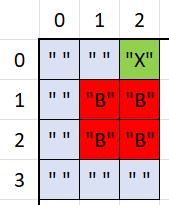 0 1 2
0 " " " " "X"
1 " " "B" "B"
2 " " "B" "B"
3 " " " " " "